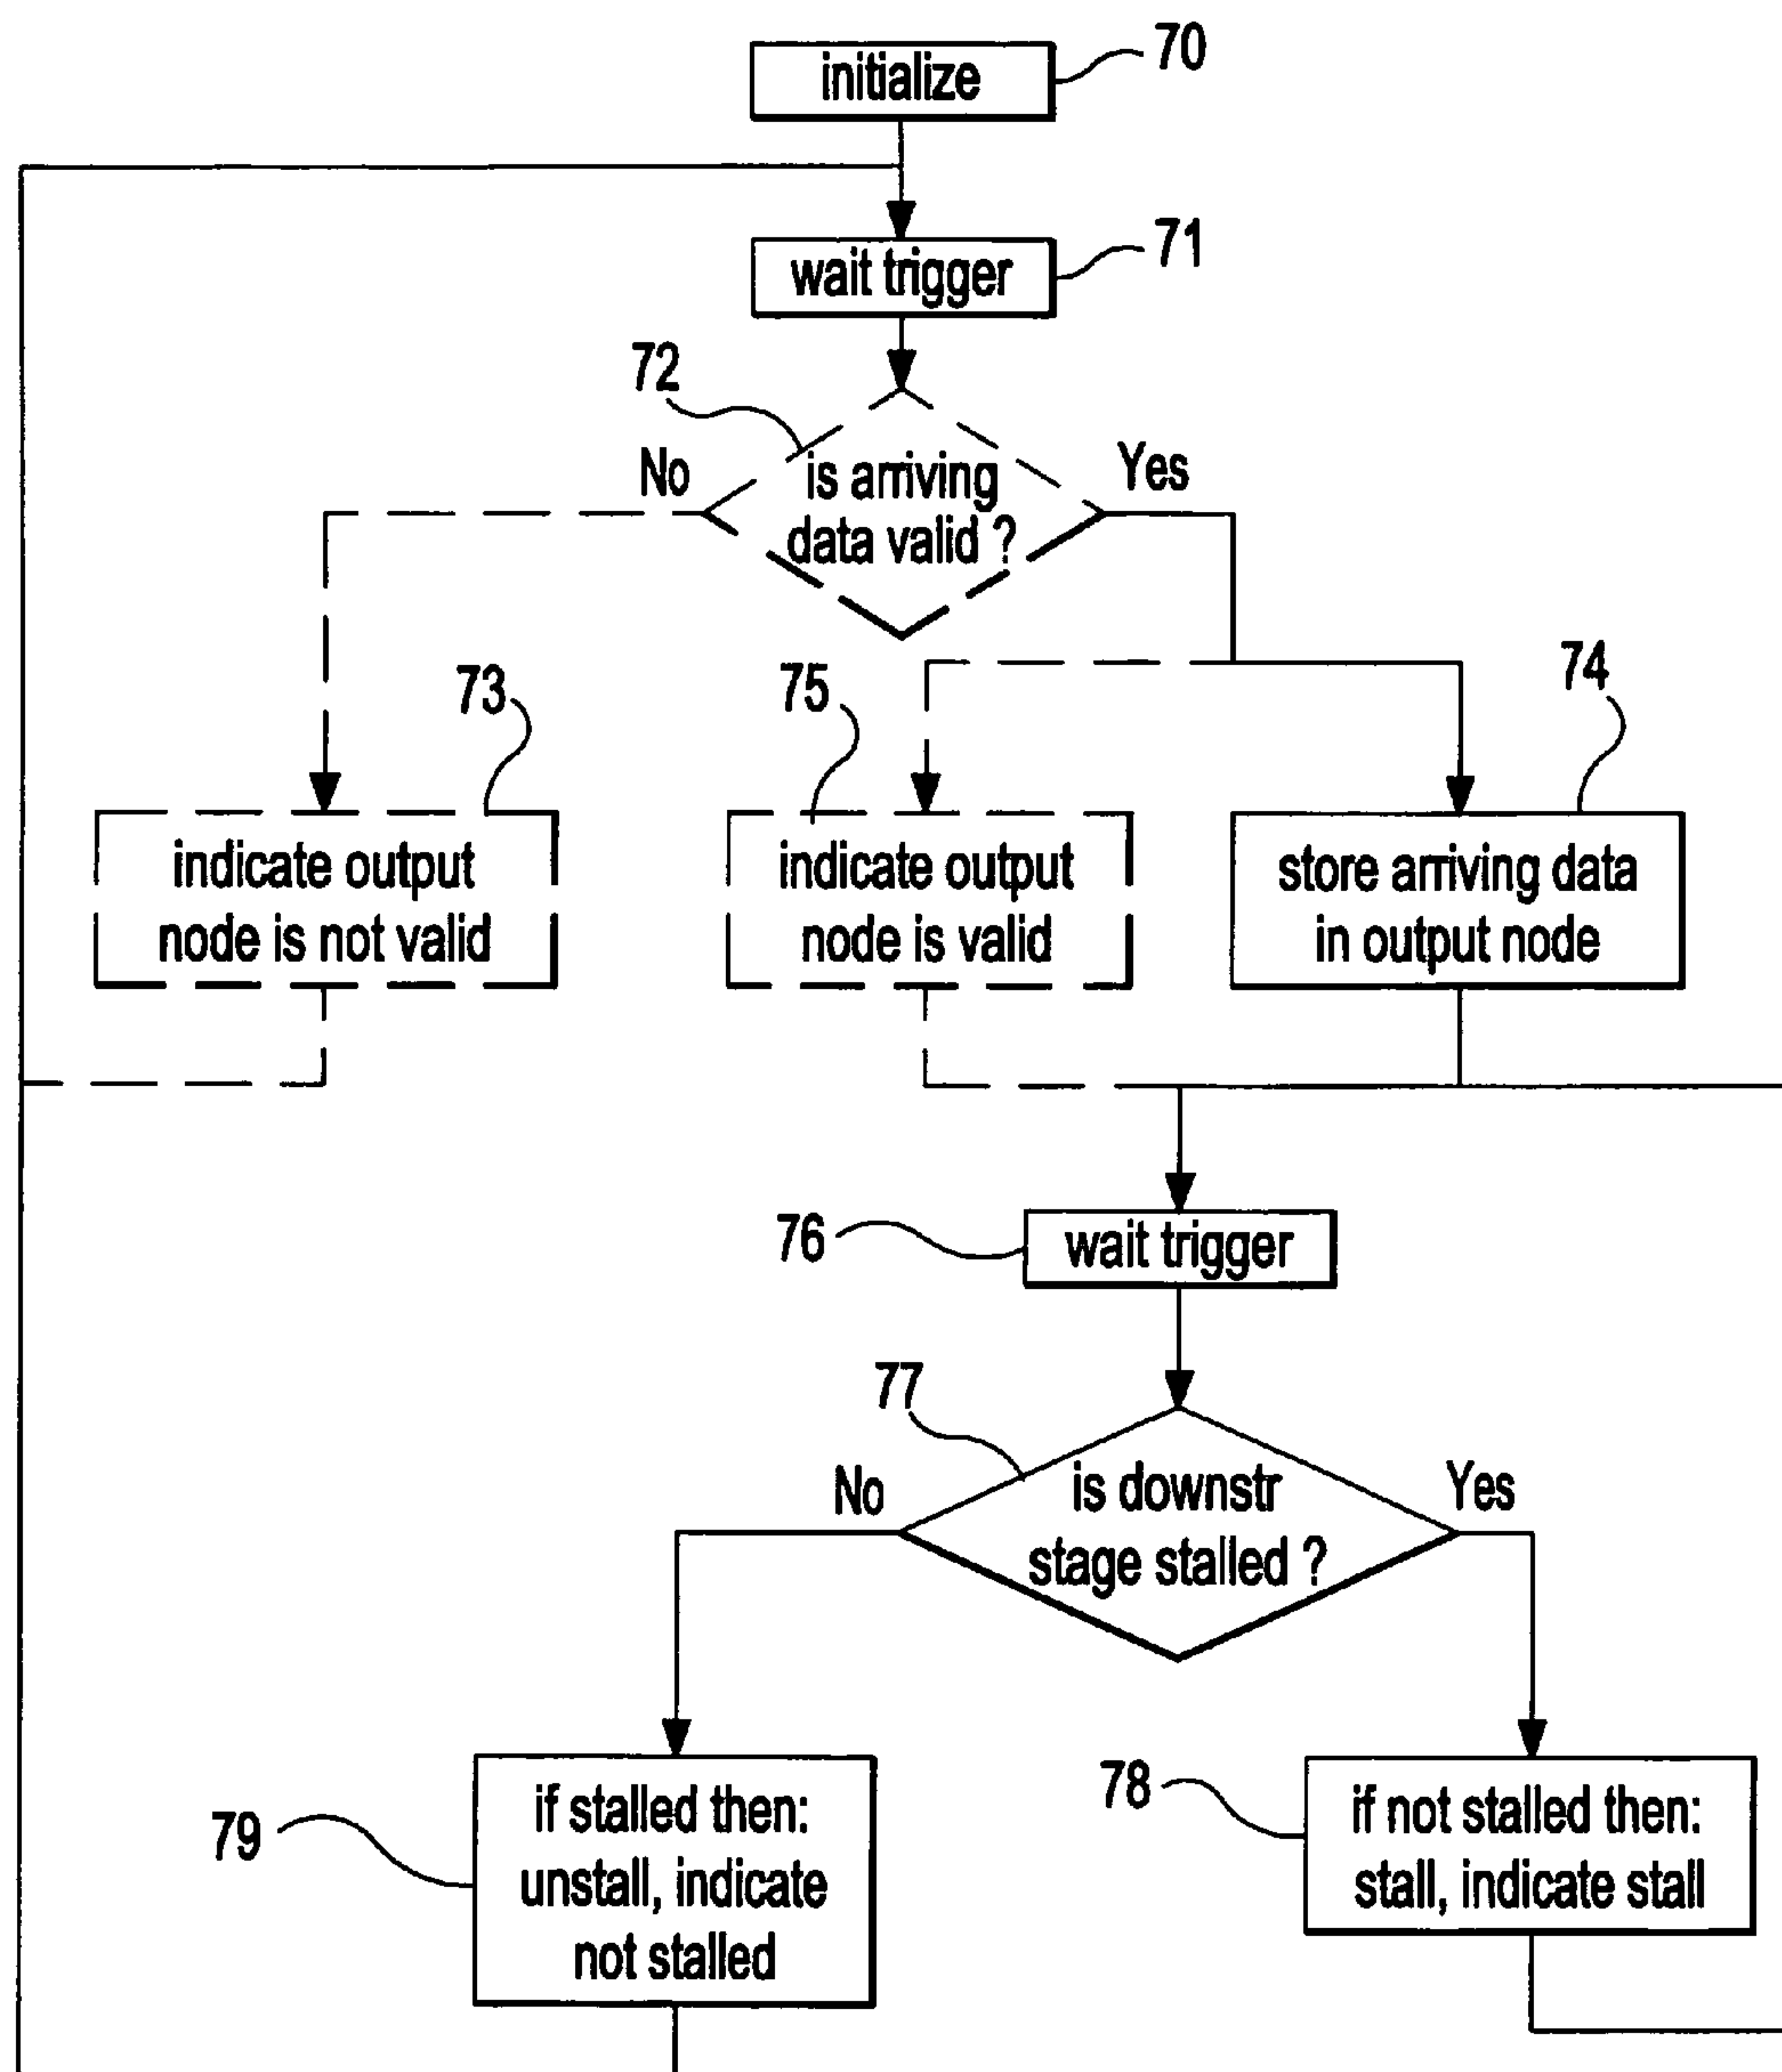 initialize
70
wait trigger
71
72
No
is arriving
data valid ?
Yes
73
75
74
indicate output
node is not valid
indicate output
node is valid
store arriving data
in output node
76
wait trigger
77
No
is downstr
stage stalled ?
Yes
79
if stalled then:
unstall, indicate
not stalled
78
if not stalled then:
stall, indicate stall